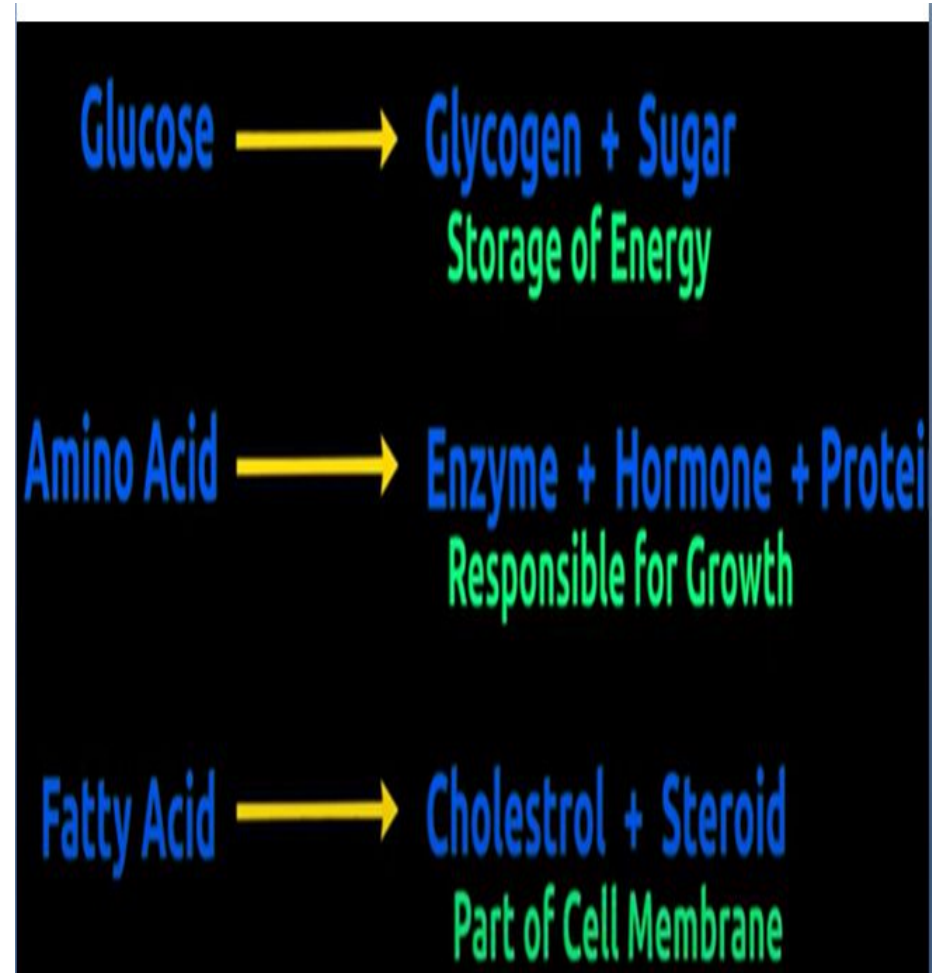 Glucose → Glycogen + Sugar
Storage of Energy
Amino Acid → Enzyme + Hormone + Protei
Responsible for Growth
Fatty Acid → Cholestrol + Steroid
Part of Cell Membrane